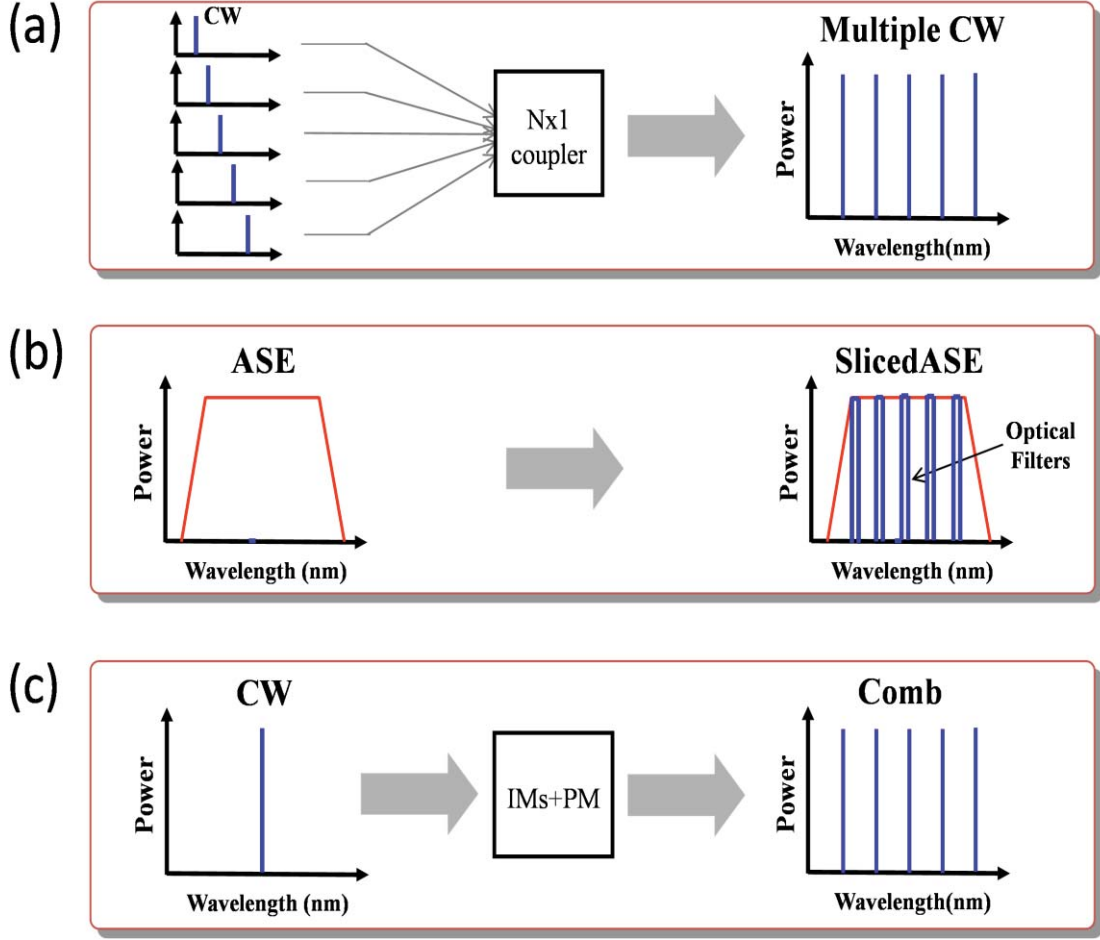 (a)
CW
Nx1
coupler
Multiple CW
Power
Wavelength(nm)
(b)
ASE
Power
Wavelength (nm)
SlicedASE
Optical
Filters
Power
Wavelength (nm)
(c)
CW
Power
Wavelength (nm)
IMs+PM
Comb
Power
Wavelength(nm)